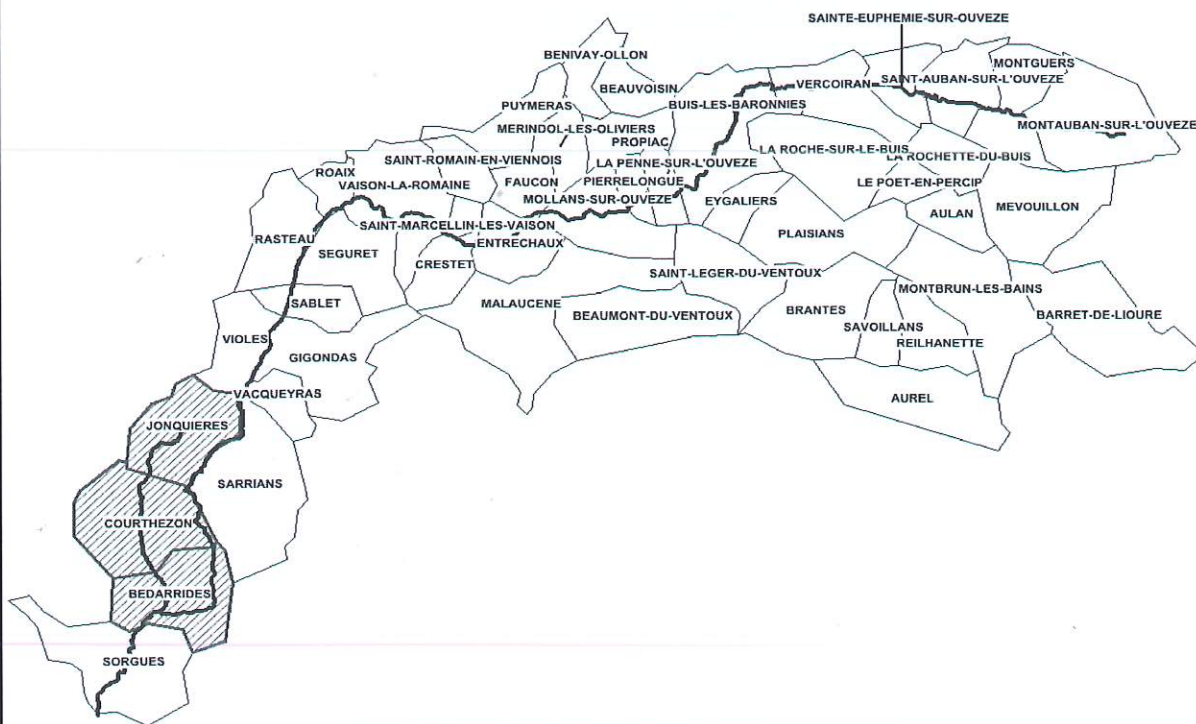 SAINTE-EUPHEMIE-SUR-OUVEZE
BENIVAY-OLLON
MONTGUERS
SAINT-AUBAN-SUR-L'OUVEZE
VERCOIRAN
BEAUVOISIN
BUIS-LES-BARONNIES
PUYMERAS
MONTAUBAN-SUR-L'OUVEZE
MERINDOL-LES-OLIVIERS
PROPIAC
LA ROCHE-SUR-LE-BUIS
LA ROCHETTE-DU-BUIS
SAINT-ROMAIN-EN-VIENNOIS
LA PENNE-SUR-L'OUVEZE
ROAIX
VAISON-LA-ROMAINE
FAUCON
PIERRELONGUE
LE POET-EN-PERCIP
MOLLANS-SUR-OUVEZE
EYGALIERS
MEVOUILLON
AULAN
SAINT-MARCELLIN-LES-VAISON
PLAISIANS
RASTEAU
ENTRECHAUX
SEGURET
CRESTET
SAINT-LEGER-DU-VENTOUX
MONTBRUN-LES-BAINS
SABLET
MALAUCENE
BRANTES
BEAUMONT-DU-VENTOUX
BARRET-DE-LIOURE
SAVOILLANS
VIOLES
REILHANETTE
GIGONDAS
VACQUEYRAS
AUREL
JONQUIERES
SARRIANS
COURTHEZON
BEDARRIDES
SORGUES